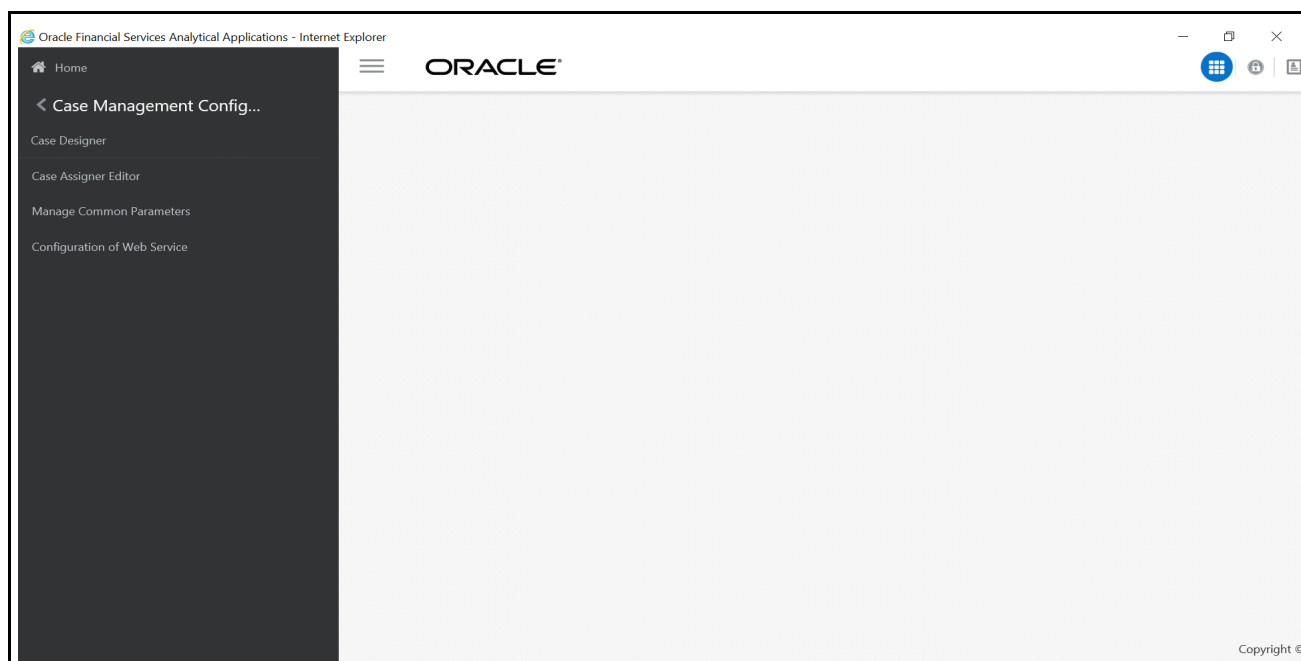 Oracle Financial Services Analytical Applications - Internet Explorer
Home
ORACLE®
Case Management Config...
Case Designer
Case Assigner Editor
Manage Common Parameters
Configuration of Web Service
Copyright ©